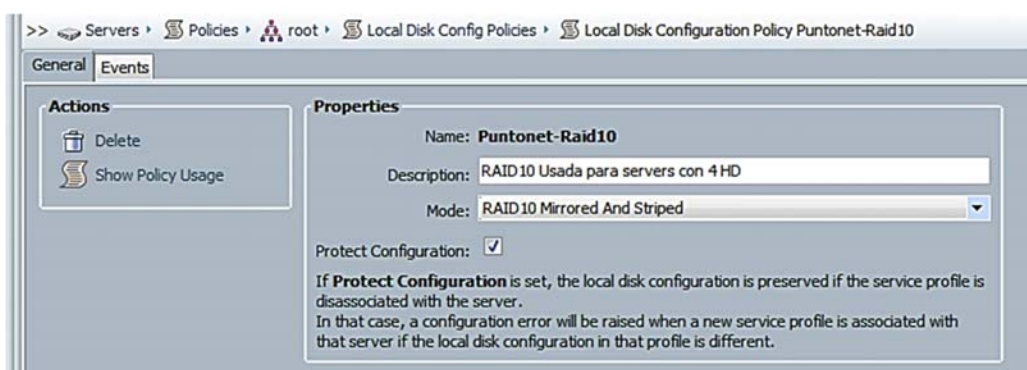 >> Servers Policies root Local Disk Config Policies Local Disk Configuration Policy Puntonet-Raid10
General Events
Actions
Delete
Show Policy Usage
Properties
Name: Puntonet-Raid10
Description: RAID10 Usada para servers con 4 HD
Mode: RAID10 Mirrored And Striped
Protect Configuration:
If Protect Configuration is set, the local disk configuration is preserved if the service profile is
disassociated with the server.
In that case, a configuration error will be raised when a new service profile is associated with
that server if the local disk configuration in that profile is different.